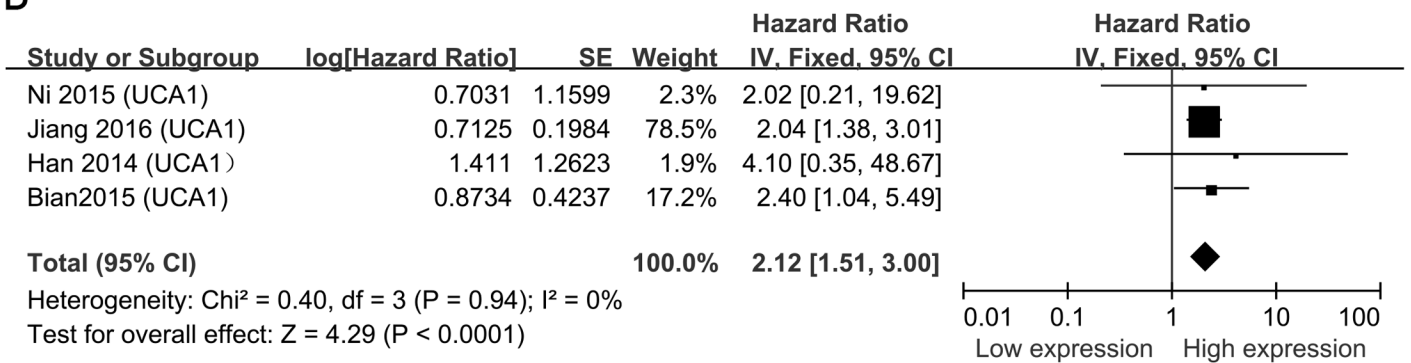 D
Hazard Ratio Hazard Ratio
Study or Subgroup log[Hazard Ratio] SE Weight IV, Fixed, 95% CI IV, Fixed, 95% CI
Ni 2015 (UCA1) 0.7031 1.1599 2.3% 2.02 [0.21, 19.62]
Jiang 2016 (UCA1) 0.7125 0.1984 78.5% 2.04 [1.38, 3.01]
Han 2014 (UCA1） 1.411 1.2623 1.9% 4.10 [0.35, 48.67]
Bian2015 (UCA1) 0.8734 0.4237 17.2% 2.40 [1.04, 5.49]
Total (95% CI) 100.0% 2.12 [1.51, 3.00]
Heterogeneity: Chi² = 0.40, df = 3 (P = 0.94); I² = 0%
Test for overall effect: Z = 4.29 (P < 0.0001)
0.01 0.1 1 10 100
Low expression High expression